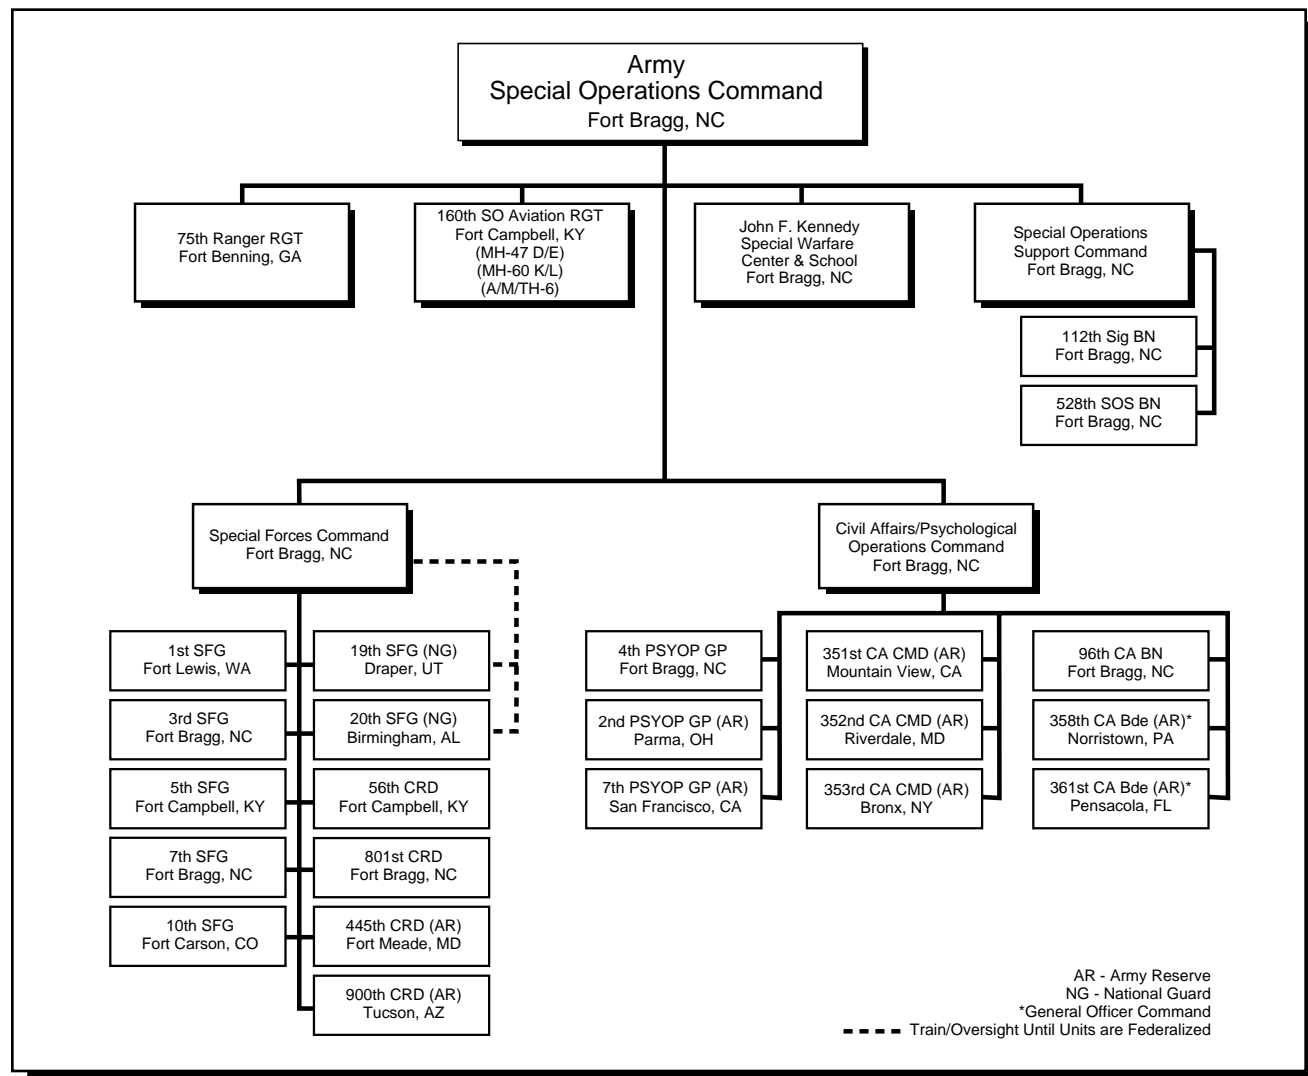 Army
Special Operations Command
Fort Bragg, NC
75th Ranger RGT
Fort Benning, GA
160th SO Aviation RGT
Fort Campbell, KY
(MH-47 D/E)
(MH-60 K/L)
(A/M/TH-6)
John F. Kennedy
Special Warfare
Center & School
Fort Bragg, NC
Special Operations
Support Command
Fort Bragg, NC
112th Sig BN
Fort Bragg, NC
528th SOS BN
Fort Bragg, NC
Special Forces Command
Fort Bragg, NC
1st SFG
Fort Lewis, WA
3rd SFG
Fort Bragg, NC
5th SFG
Fort Campbell, KY
7th SFG
Fort Bragg, NC
10th SFG
Fort Carson, CO
19th SFG (NG)
Draper, UT
20th SFG (NG)
Birmingham, AL
56th CRD
Fort Campbell, KY
801st CRD
Fort Bragg, NC
445th CRD (AR)
Fort Meade, MD
900th CRD (AR)
Tucson, AZ
Civil Affairs/Psychological
Operations Command
Fort Bragg, NC
4th PSYOP GP
Fort Bragg, NC
2nd PSYOP GP (AR)
Parma, OH
7th PSYOP GP (AR)
San Francisco, CA
351st CA CMD (AR)
Mountain View, CA
352nd CA CMD (AR)
Riverdale, MD
353rd CA CMD (AR)
Bronx, NY
96th CA BN
Fort Bragg, NC
358th CA Bde (AR)*
Norristown, PA
361st CA Bde (AR)*
Pensacola, FL
AR - Army Reserve
NG - National Guard
*General Officer Command
Train/Oversight Until Units are Federalized